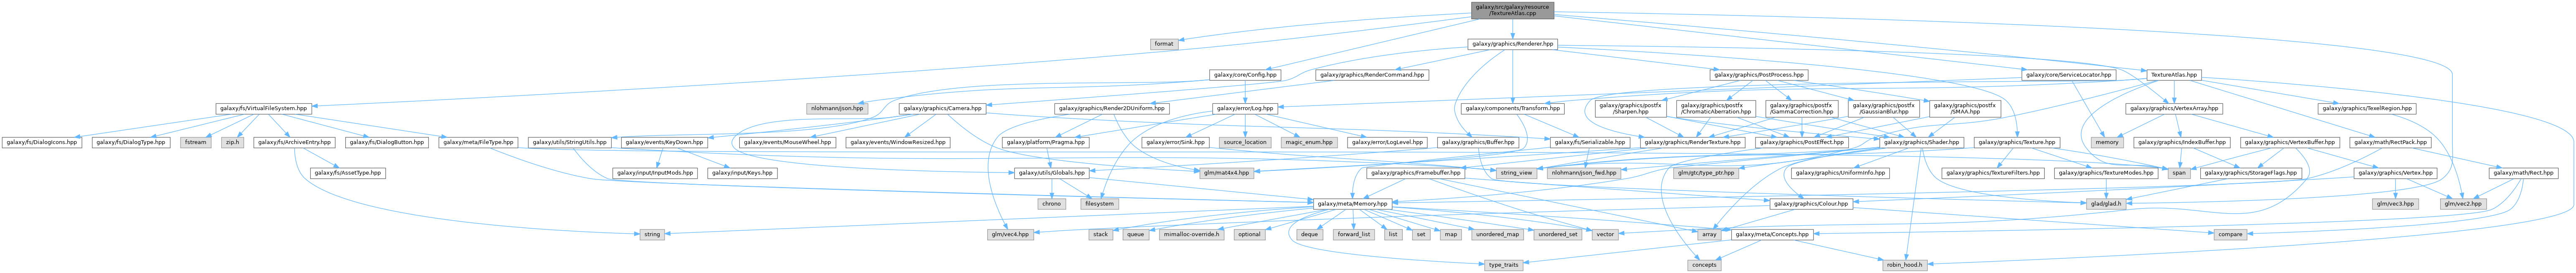 galaxy/src/galaxy/resource
/TextureAtlas.cpp
format
galaxy/graphics/Renderer.hpp
galaxy/core/Config.hpp
galaxy/graphics/RenderCommand.hpp
galaxy/graphics/PostProcess.hpp
galaxy/core/ServiceLocator.hpp
TextureAtlas.hpp
galaxy/fs/VirtualFileSystem.hpp
nlohmann/json.hpp
galaxy/graphics/Camera.hpp
galaxy/graphics/Render2DUniform.hpp
galaxy/error/Log.hpp
galaxy/components/Transform.hpp
galaxy/graphics/postfx
/Sharpen.hpp
galaxy/graphics/postfx
/ChromaticAberration.hpp
galaxy/graphics/postfx
/GammaCorrection.hpp
galaxy/graphics/postfx
/GaussianBlur.hpp
galaxy/graphics/postfx
/SMAA.hpp
galaxy/graphics/VertexArray.hpp
galaxy/graphics/TexelRegion.hpp
galaxy/fs/DialogIcons.hpp
galaxy/fs/DialogType.hpp
fstream
zip.h
galaxy/fs/ArchiveEntry.hpp
galaxy/fs/DialogButton.hpp
galaxy/meta/FileType.hpp
galaxy/utils/StringUtils.hpp
galaxy/events/KeyDown.hpp
galaxy/events/MouseWheel.hpp
galaxy/events/WindowResized.hpp
galaxy/platform/Pragma.hpp
galaxy/error/Sink.hpp
source_location
magic_enum.hpp
galaxy/error/LogLevel.hpp
galaxy/graphics/Buffer.hpp
galaxy/fs/Serializable.hpp
galaxy/graphics/RenderTexture.hpp
galaxy/graphics/PostEffect.hpp
galaxy/graphics/Shader.hpp
galaxy/graphics/Texture.hpp
memory
galaxy/graphics/IndexBuffer.hpp
galaxy/graphics/VertexBuffer.hpp
galaxy/math/RectPack.hpp
galaxy/fs/AssetType.hpp
galaxy/input/InputMods.hpp
galaxy/input/Keys.hpp
galaxy/utils/Globals.hpp
glm/mat4x4.hpp
string_view
nlohmann/json_fwd.hpp
galaxy/graphics/Framebuffer.hpp
glm/gtc/type_ptr.hpp
galaxy/graphics/UniformInfo.hpp
galaxy/graphics/TextureFilters.hpp
galaxy/graphics/TextureModes.hpp
span
galaxy/graphics/StorageFlags.hpp
galaxy/graphics/Vertex.hpp
galaxy/math/Rect.hpp
chrono
filesystem
galaxy/meta/Memory.hpp
galaxy/graphics/Colour.hpp
glad/glad.h
glm/vec3.hpp
glm/vec2.hpp
string
glm/vec4.hpp
stack
queue
mimalloc-override.h
optional
deque
forward_list
list
set
map
unordered_map
unordered_set
vector
array
galaxy/meta/Concepts.hpp
compare
type_traits
concepts
robin_hood.h